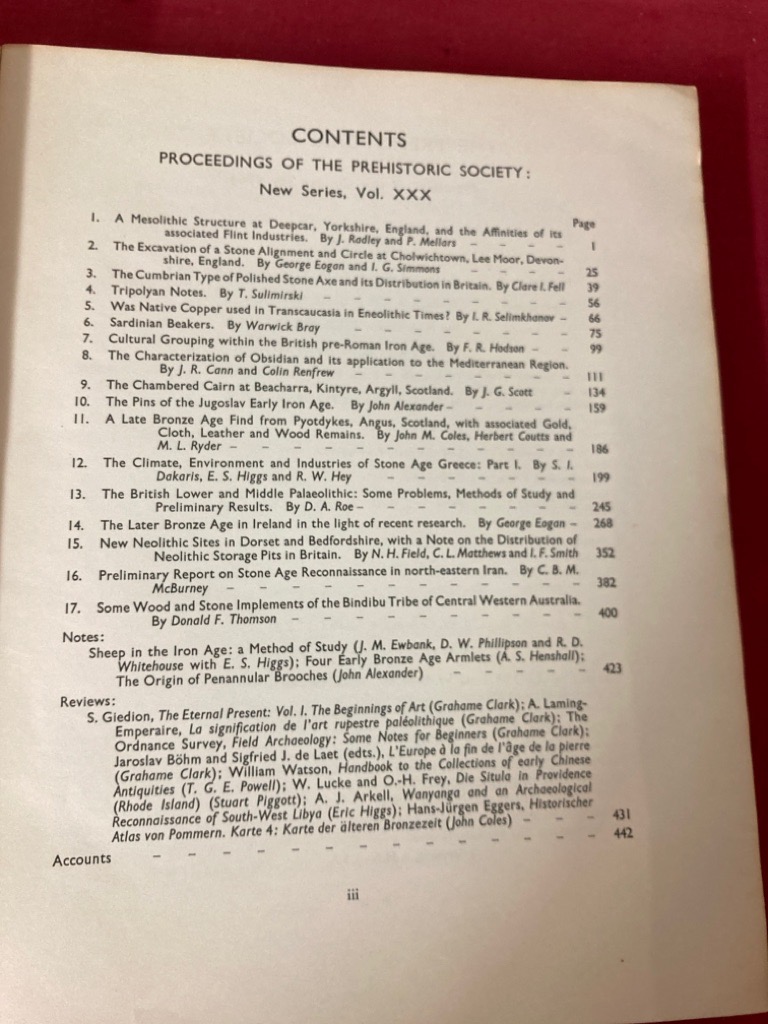 CONTENTS
PROCEEDINGS OF THE PREHISTORIC SOCIETY:
New Series, Vol. XXX
Page
1. A Mesolithic Structure at Deepcar, Yorkshire, England, and the Affinities of its
associated Flint Industries. By J. Radley and P. Mellars – – – – 1
2. The Excavation of a Stone Alignment and Circle at Cholwichtown, Lee Moor, Devon-
shire, England. By George Eogan and I. G. Simmons – – – – 25
3. The Cumbrian Type of Polished Stone Axe and its Distribution in Britain. By Clare I. Fell 39
4. Tripolyan Notes. By T. Sulimirski – – – – – – – 56
5. Was Native Copper used in Transcaucasia in Eneolithic Times? By I. R. Selimkhanov – 66
6. Sardinian Beakers. By Warwick Bray – – – – – – – 75
7. Cultural Grouping within the British pre-Roman Iron Age. By F. R. Hodson – – 99
8. The Characterization of Obsidian and its application to the Mediterranean Region.
By J. R. Cann and Colin Renfrew – – – – – – – 111
9. The Chambered Cairn at Beacharra, Kintyre, Argyll, Scotland. By J. G. Scott – 134
10. The Pins of the Jugoslav Early Iron Age. By John Alexander – – – – 159
11. A Late Bronze Age Find from Pyotdykes, Angus, Scotland, with associated Gold,
Cloth, Leather and Wood Remains. By John M. Coles, Herbert Coutts and
M. L. Ryder – – – – – – – – – – – 186
12. The Climate, Environment and Industries of Stone Age Greece: Part I. By S. I.
Dakaris, E. S. Higgs and R. W. Hey – – – – – – 199
13. The British Lower and Middle Palaeolithic: Some Problems, Methods of Study and
Preliminary Results. By D. A. Roe – – – – – – – 245
14. The Later Bronze Age in Ireland in the light of recent research. By George Eogan – 268
15. New Neolithic Sites in Dorset and Bedfordshire, with a Note on the Distribution of
Neolithic Storage Pits in Britain. By N. H. Field, C. L. Matthews and I. F. Smith 352
16. Preliminary Report on Stone Age Reconnaissance in north-eastern Iran. By C. B. M.
McBurney – – – – – – – – – – – 382
17. Some Wood and Stone Implements of the Bindibu Tribe of Central Western Australia.
By Donald F. Thomson – – – – – – – – – 400
Notes:
Sheep in the Iron Age: a Method of Study (J. M. Ewbank, D. W. Phillipson and R. D.
Whitehouse with E. S. Higgs); Four Early Bronze Age Armlets (A. S. Henshall);
The Origin of Penannular Brooches (John Alexander) – – – – – 423
Reviews:
S. Giedion, The Eternal Present: Vol. I. The Beginnings of Art (Grahame Clark); A. Laming-
Emperaire, La signification de l'art rupestre paléolithique (Grahame Clark); The
Ordnance Survey, Field Archaeology: Some Notes for Beginners (Grahame Clark);
Jaroslav Böhm and Sigfried J. de Laet (edts.), L'Europe à la fin de l'âge de la pierre
(Grahame Clark); William Watson, Handbook to the Collections of early Chinese
Antiquities (T. G. E. Powell); W. Lucke and O.-H. Frey, Die Situla in Providence
(Rhode Island) (Stuart Piggott); A. J. Arkell, Wanyanga and an Archaeological
Reconnaissance of South-West Libya (Eric Higgs); Hans-Jürgen Eggers, Historischer
Atlas von Pommern. Karte 4: Karte der älteren Bronzezeit (John Coles) – – – – 431
Accounts – – – – – – – – – – – – – 442
iii